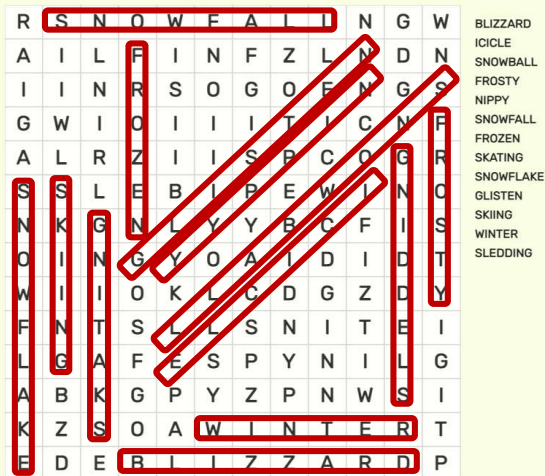 R S N O W F A L L N G W
A I L F I N F Z L N D N
I I N R S O G O E N G S
G W I O I I I T I C N F
A L R Z I I S P C O G R
S S L E B I P E W I N O
N K G N L Y Y B C F I S
O I N G Y O A I D I D T
W I I O K L C D G Z D Y
F N T S L L S N I T E I
L G A F E S P Y N I L G
A B K G P Y Z P N W S I
K Z S O A W I N T E R T
E D E B L I Z Z A R D P
BLIZZARD
ICICLE
SNOWBALL
FROSTY
NIPPY
SNOWFALL
FROZEN
SKATING
SNOWFLAKE
GLISTEN
SKIING
WINTER
SLEDDING